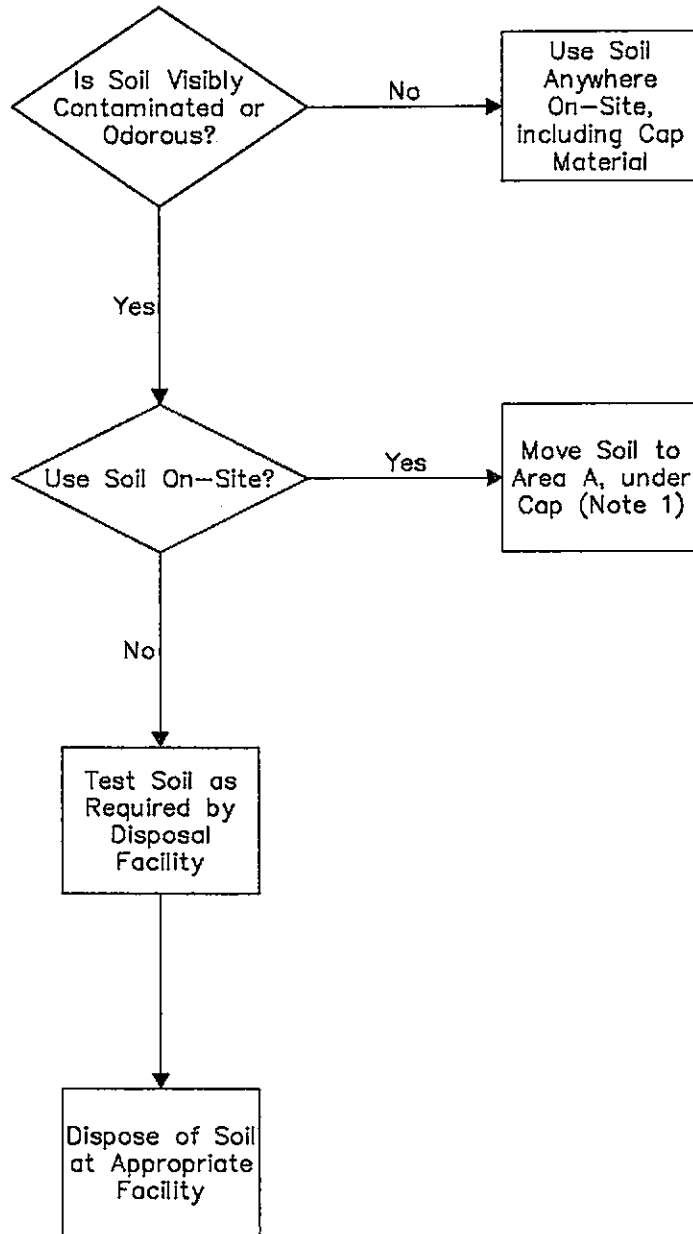 Is Soil Visibly
Contaminated or
Odorous?
No
Use Soil
Anywhere
On-Site,
including Cap
Material
Yes
Use Soil On-Site?
Yes
Move Soil to
Area A, under
Cap (Note 1)
No
Test Soil as
Required by
Disposal
Facility
Dispose of Soil
at Appropriate
Facility